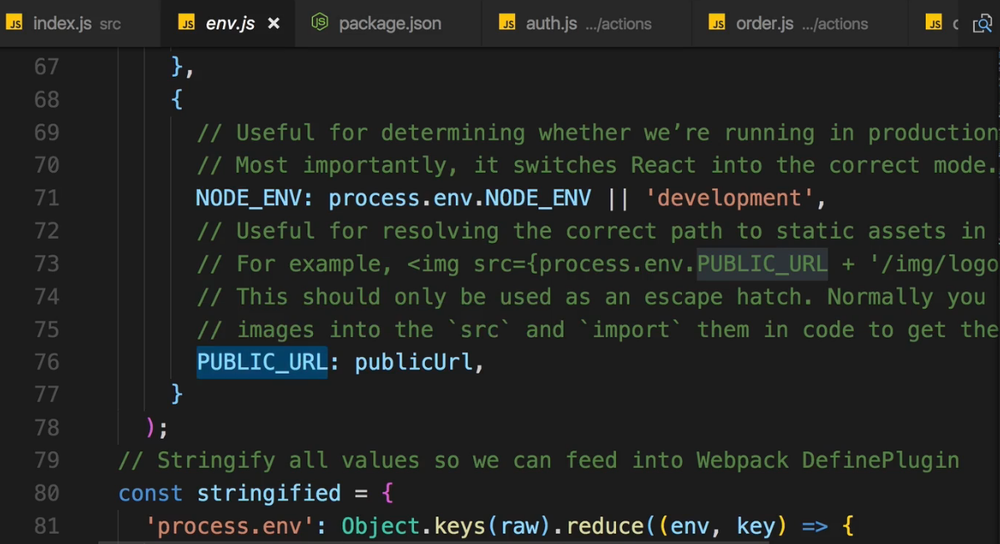 JS index.js src
JS env.js ×
JS package.json
JS auth.js .../actions
JS order.js .../actions
JS
67 },
68 {
69 // Useful for determining whether we’re running in production
70 // Most importantly, it switches React into the correct mode.
71 NODE_ENV: process.env.NODE_ENV || 'development',
72 // Useful for resolving the correct path to static assets in
73 // For example, <img src={process.env.PUBLIC_URL + '/img/logo
74 // This should only be used as an escape hatch. Normally you
75 // images into the `src` and `import` them in code to get the
76 PUBLIC_URL: publicUrl,
77 }
78 );
79 // Stringify all values so we can feed into Webpack DefinePlugin
80 const stringified = {
81 'process.env': Object.keys(raw).reduce((env, key) => {